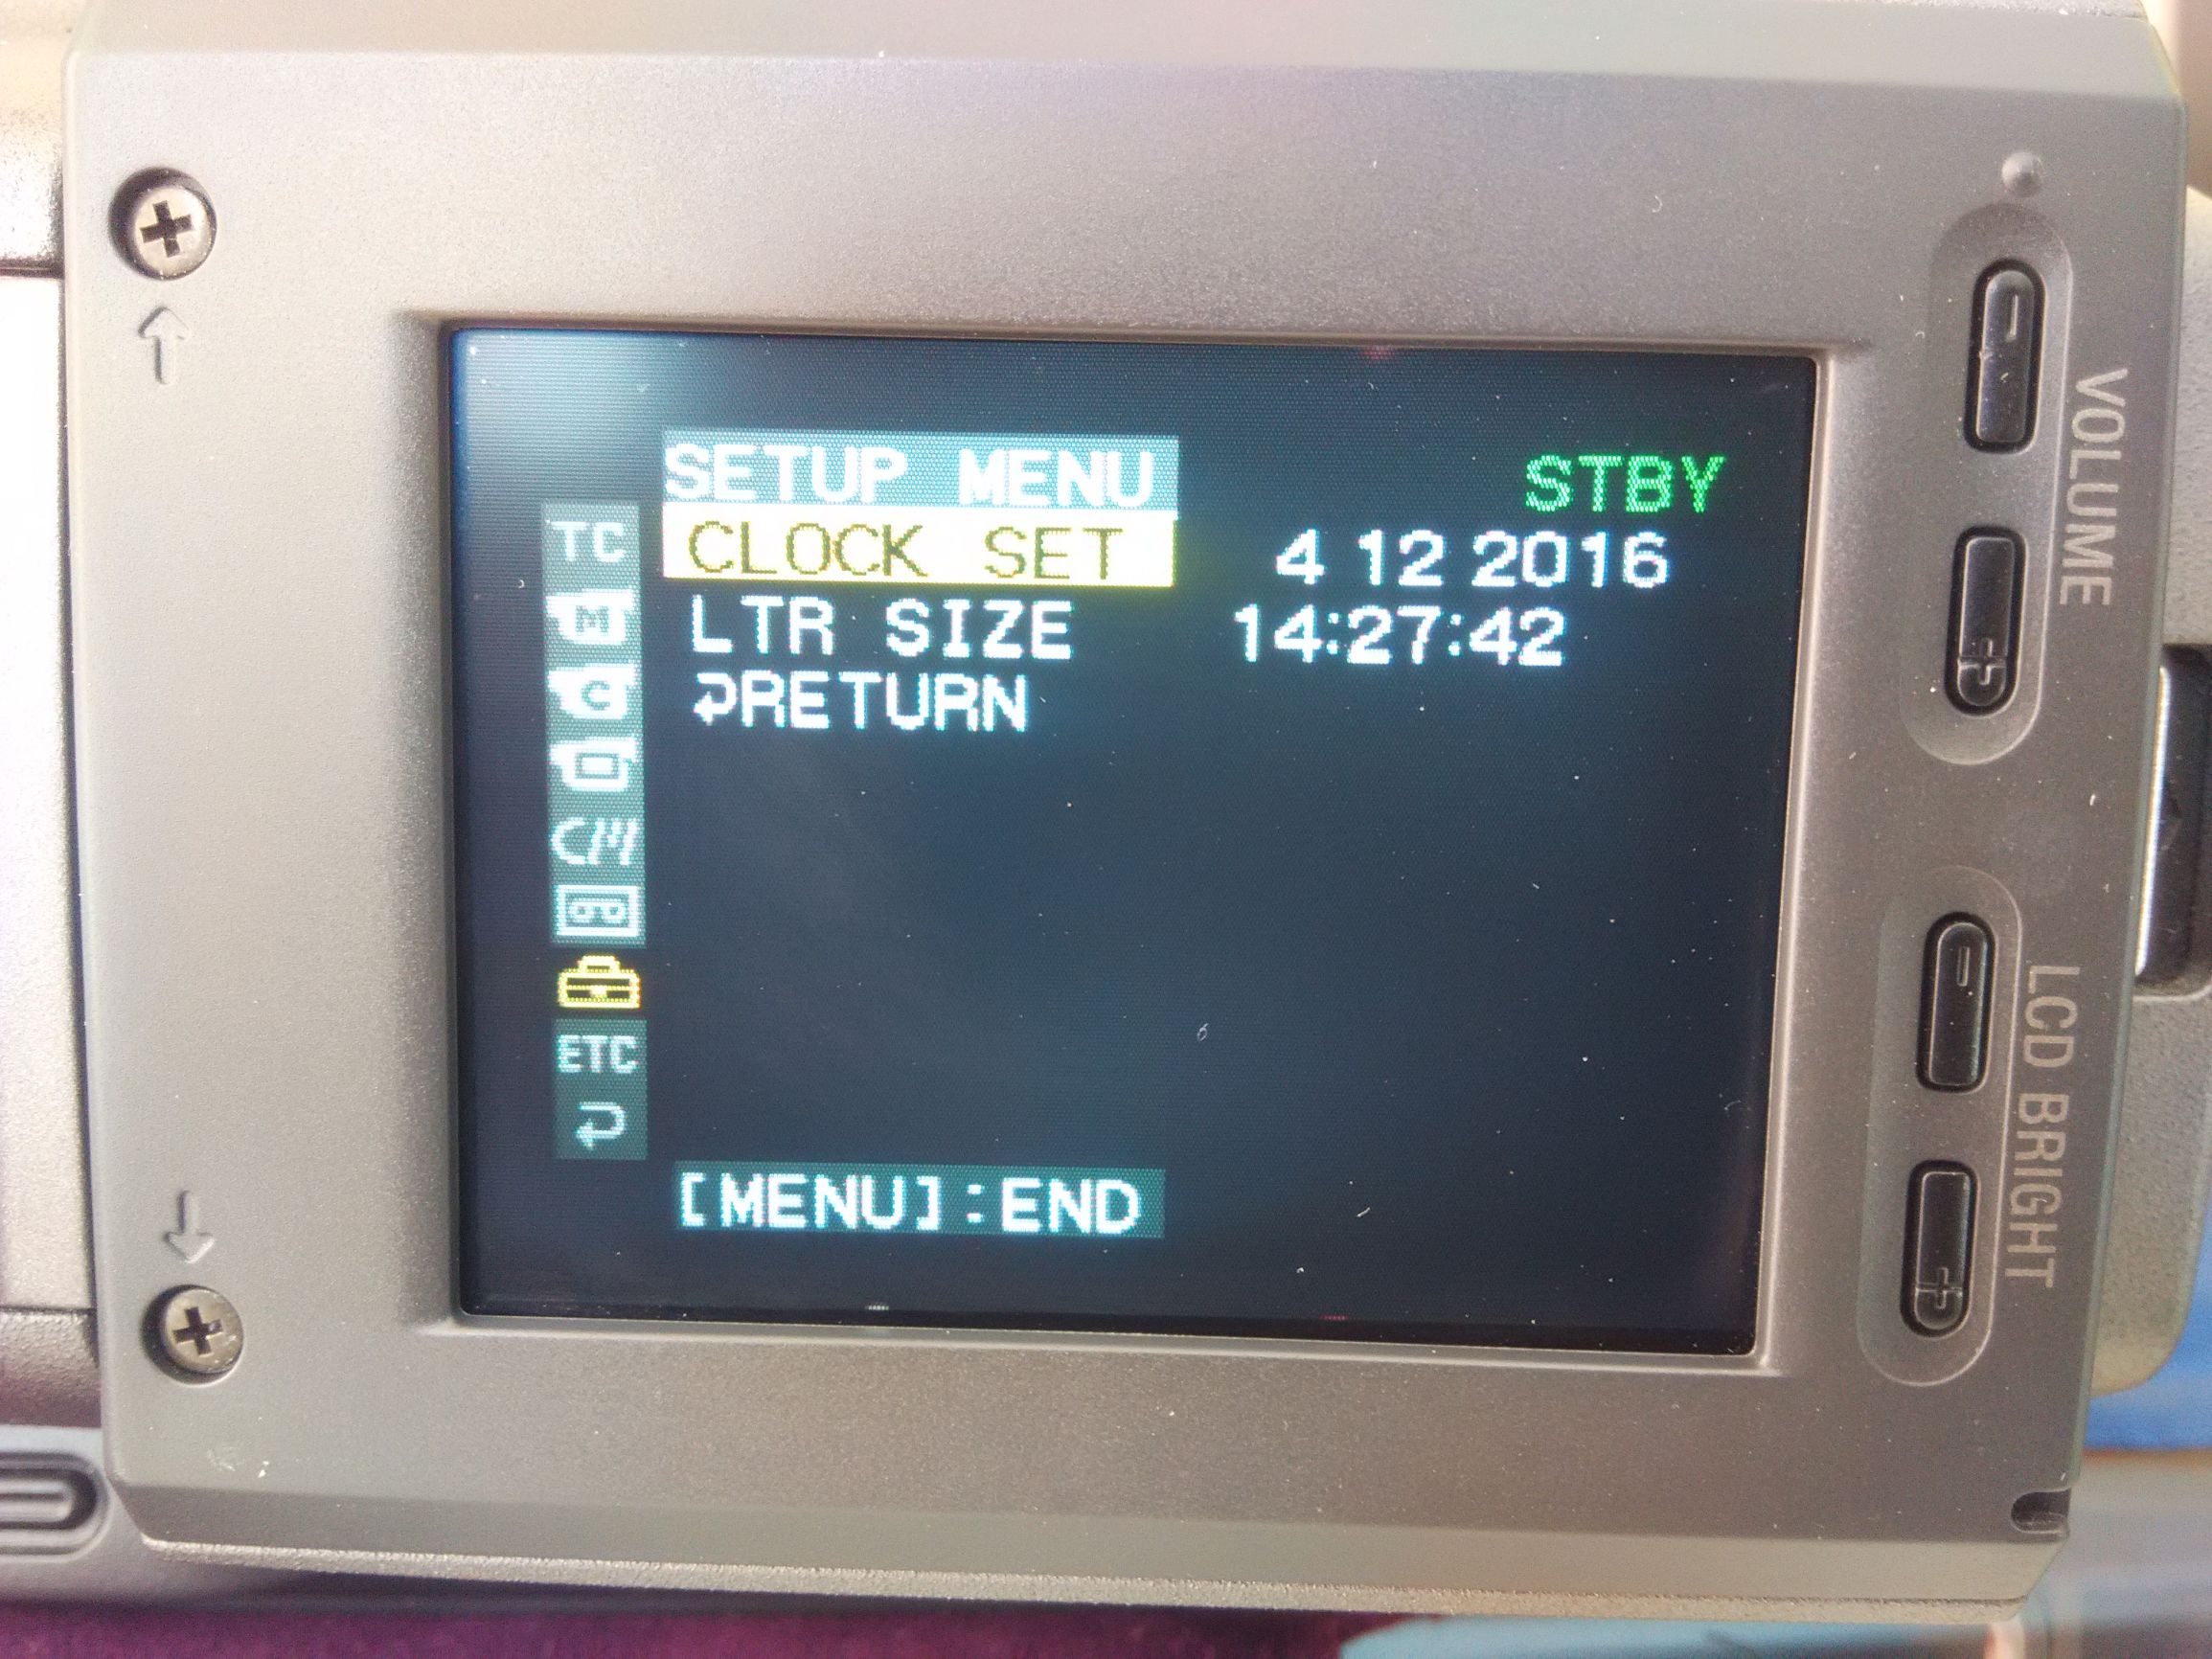 SETUP MENU
STBY
TC
CLOCK SET 4 12 2016
M
LTR SIZE 14:27:42
C
RETURN
ETC
[MENU]:END
VOLUME
- +
LCD BRIGHT
- +